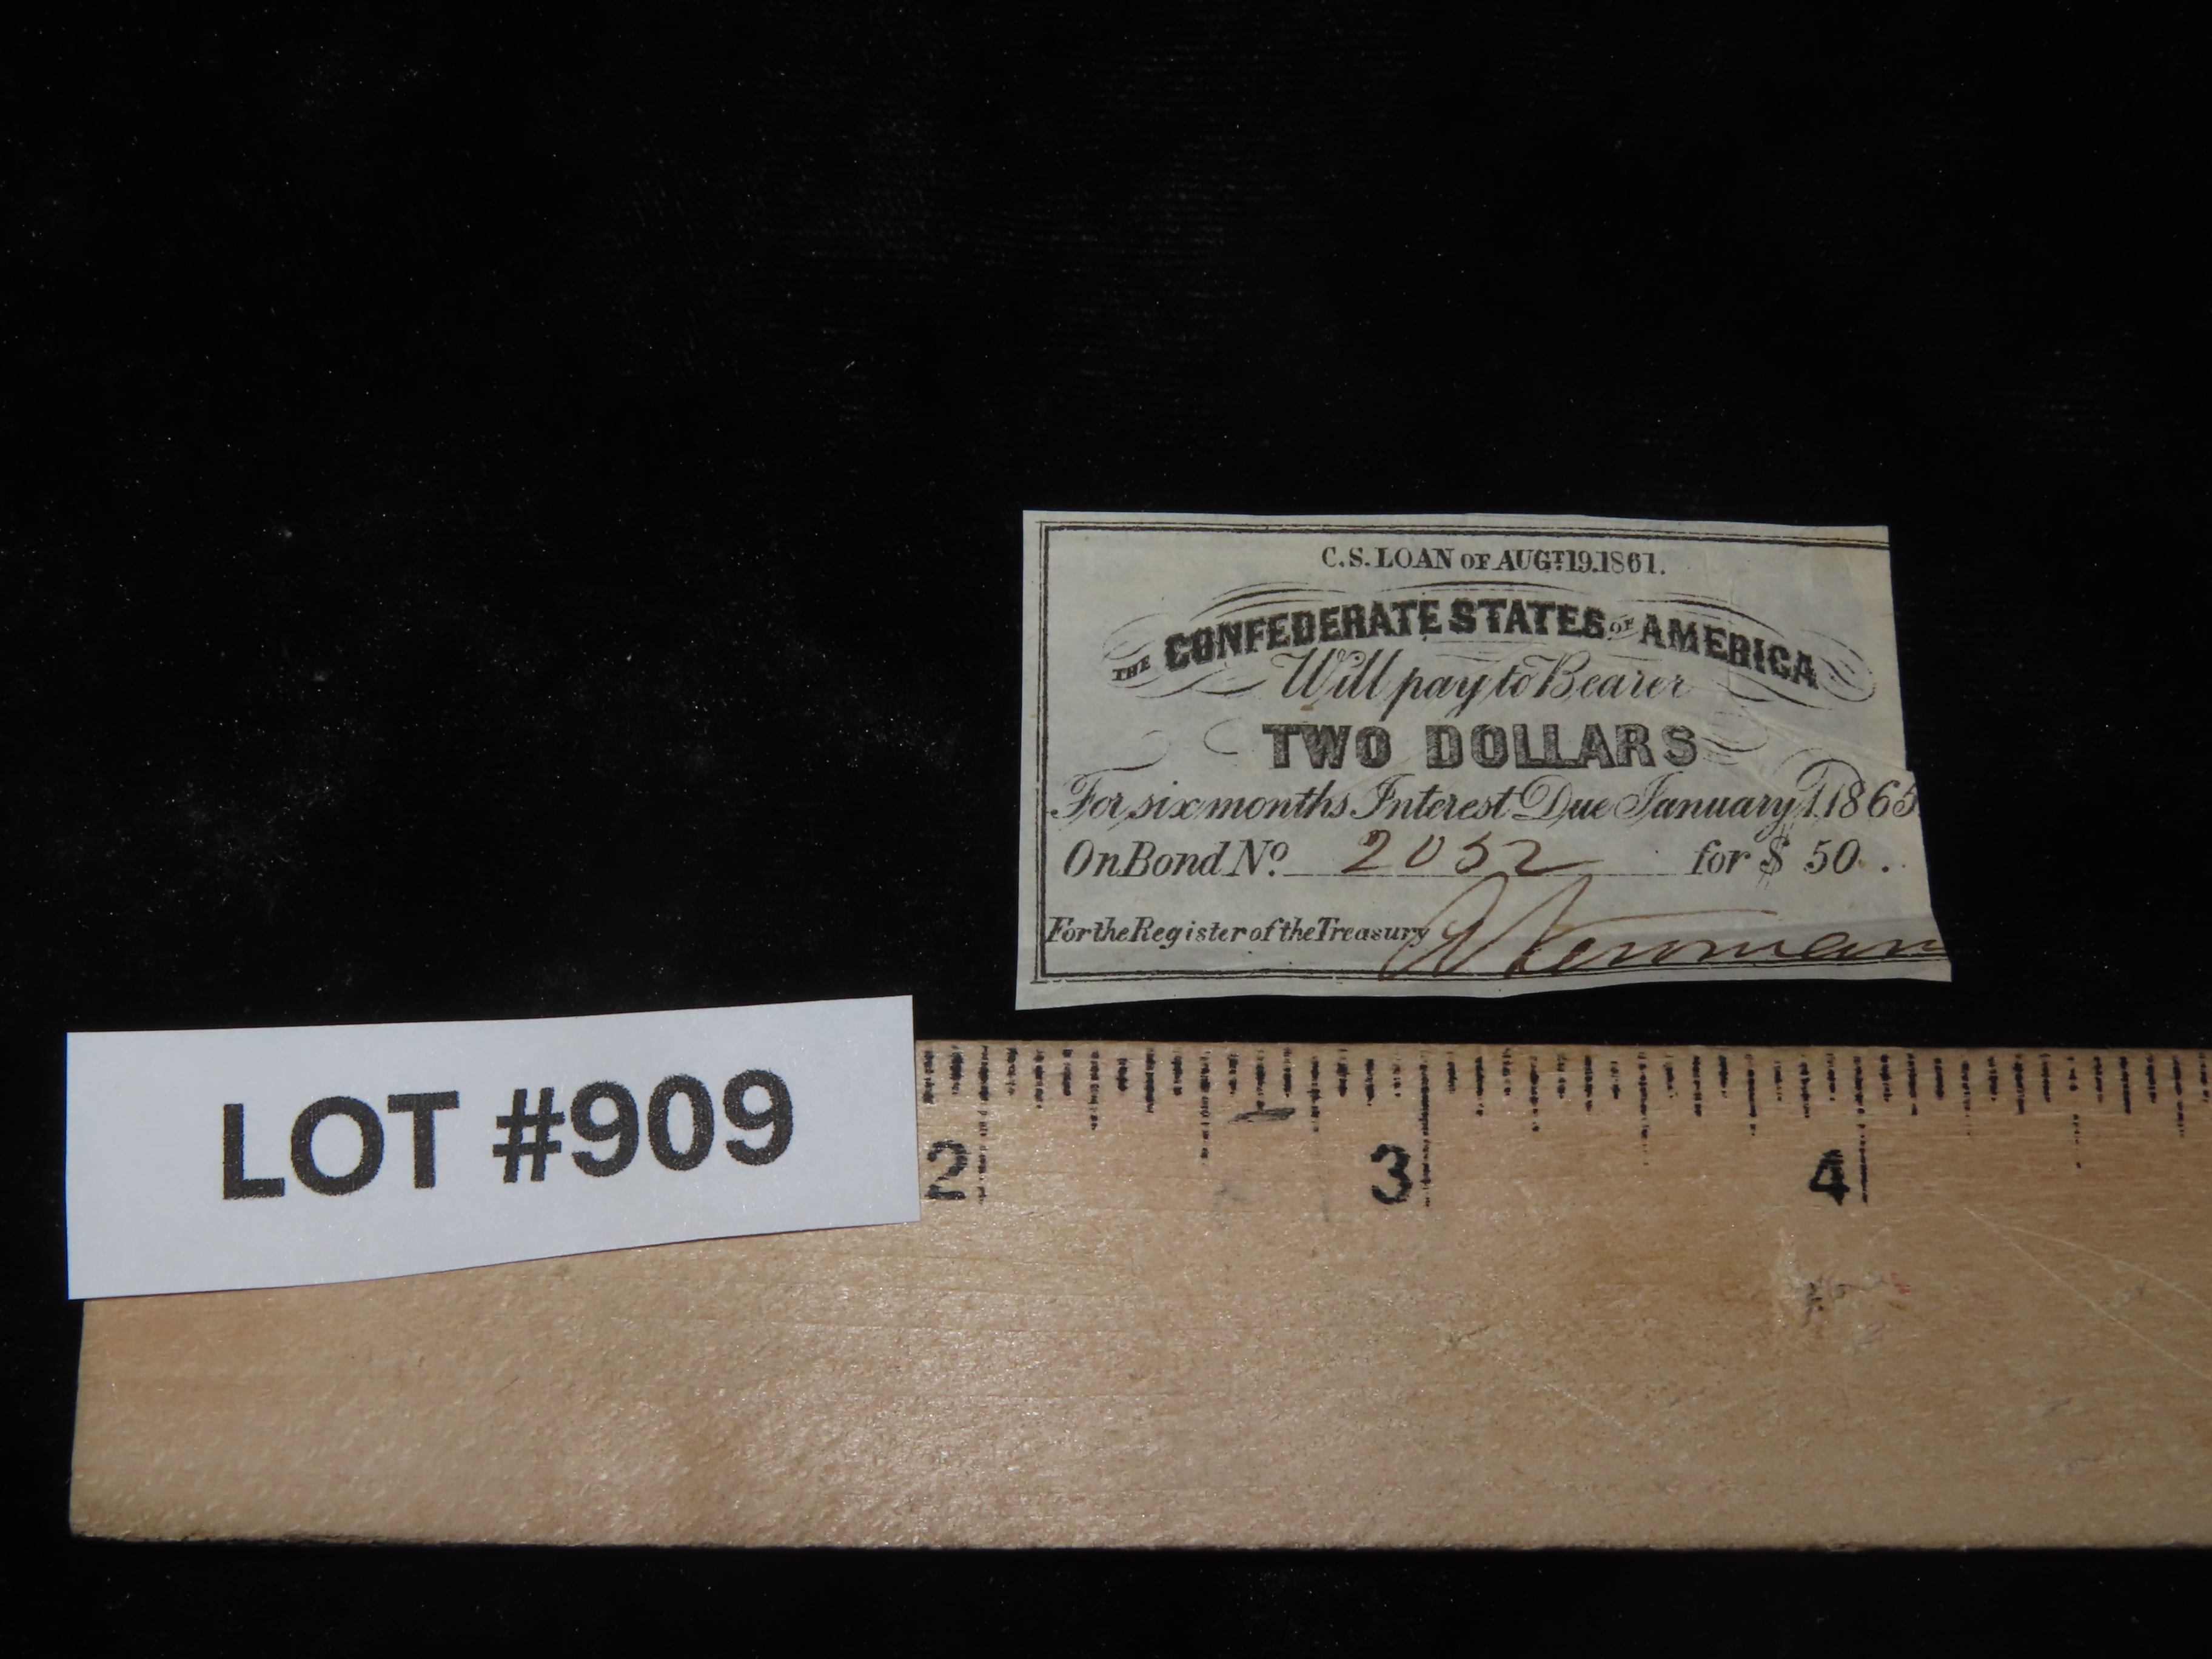 C.S. LOAN OF AUGT. 19. 1861.
THE CONFEDERATE STATES OF AMERICA
Will pay to Bearer
TWO DOLLARS
For six months Interest Due January 1, 1865
On Bond No. 2052 for $ 50.
For the Register of the Treasury
LOT #909
2 3 4